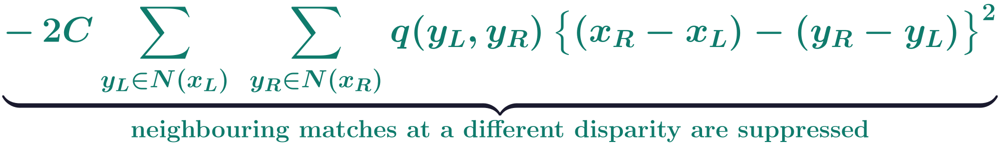 − 2C ∑_{y_L∈N(x_L)} ∑_{y_R∈N(x_R)} q(y_L, y_R) {(x_R − x_L) − (y_R − y_L)}^2
neighbouring matches at a different disparity are suppressed